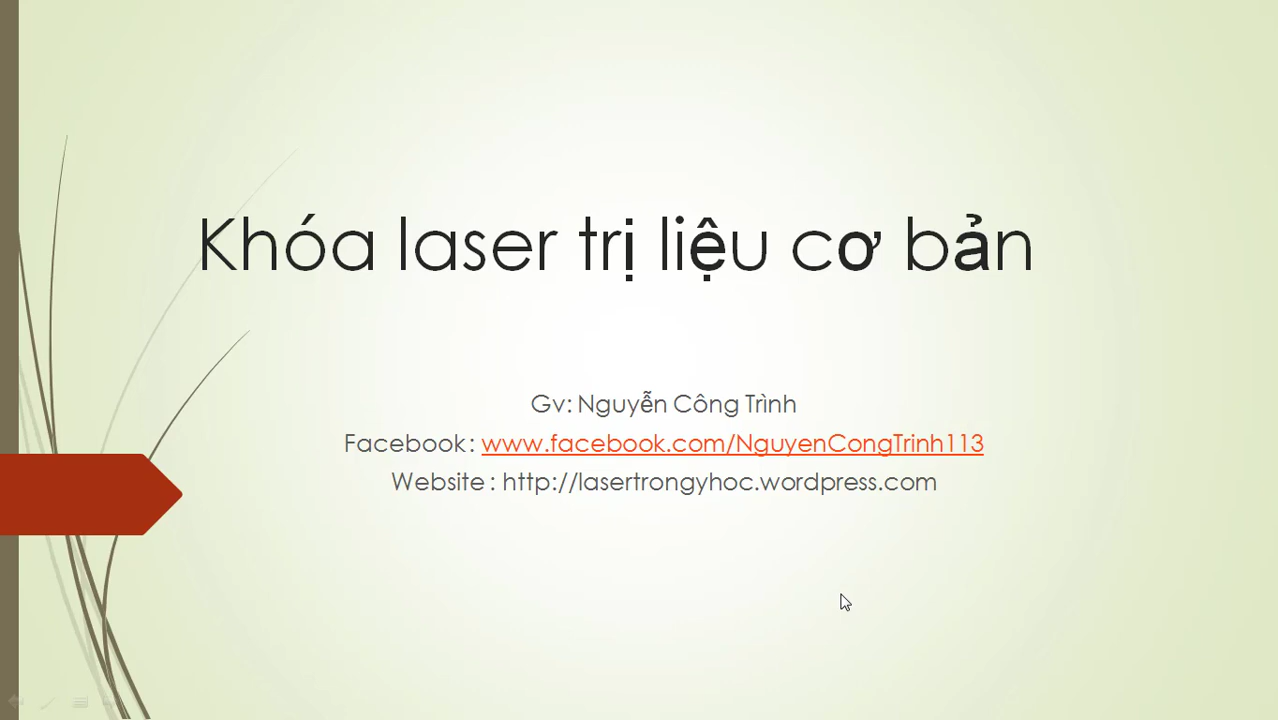 Khóa laser trị liệu cơ bản
Gv: Nguyễn Công Trình
Facebook : www.facebook.com/NguyenCongTrinh113
Website : http://lasertrongyhoc.wordpress.com